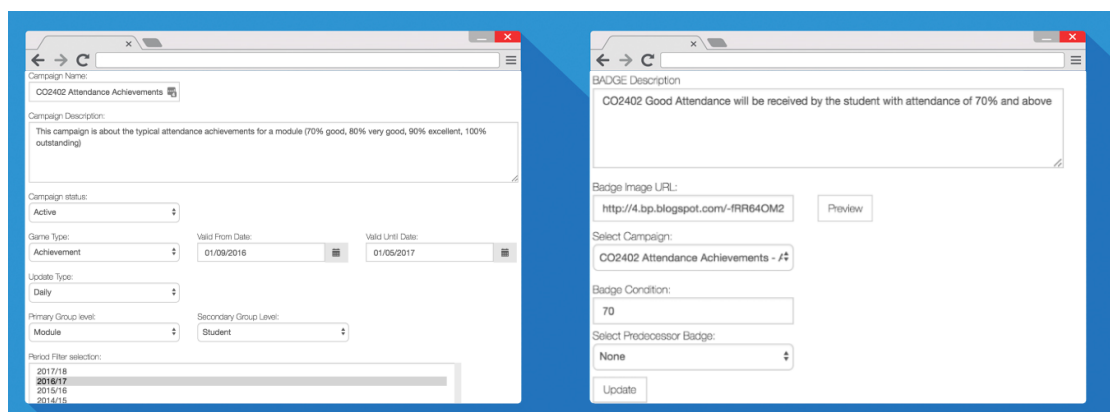 Campaign Name:
CO2402 Attendance Achievements
Campaign Description:
This campaign is about the typical attendance achievements for a module (70% good, 80% very good, 90% excellent, 100%
outstanding)
Campaign status:
Active
Game Type:
Valid From Date:
Valid Until Date:
Achievement
01/09/2016
01/05/2017
Update Type:
Daily
Primary Group level:
Secondary Group Level:
Module
Student
Period Filter selection:
2017/18
2016/17
2015/16
2014/15
BADGE Description
CO2402 Good Attendance will be received by the student with attendance of 70% and above
Badge Image URL:
http://4.bp.blogspot.com/-fRR64OM2
Preview
Select Campaign:
CO2402 Attendance Achievements - A
Badge Condition:
70
Select Predecessor Badge:
None
Update